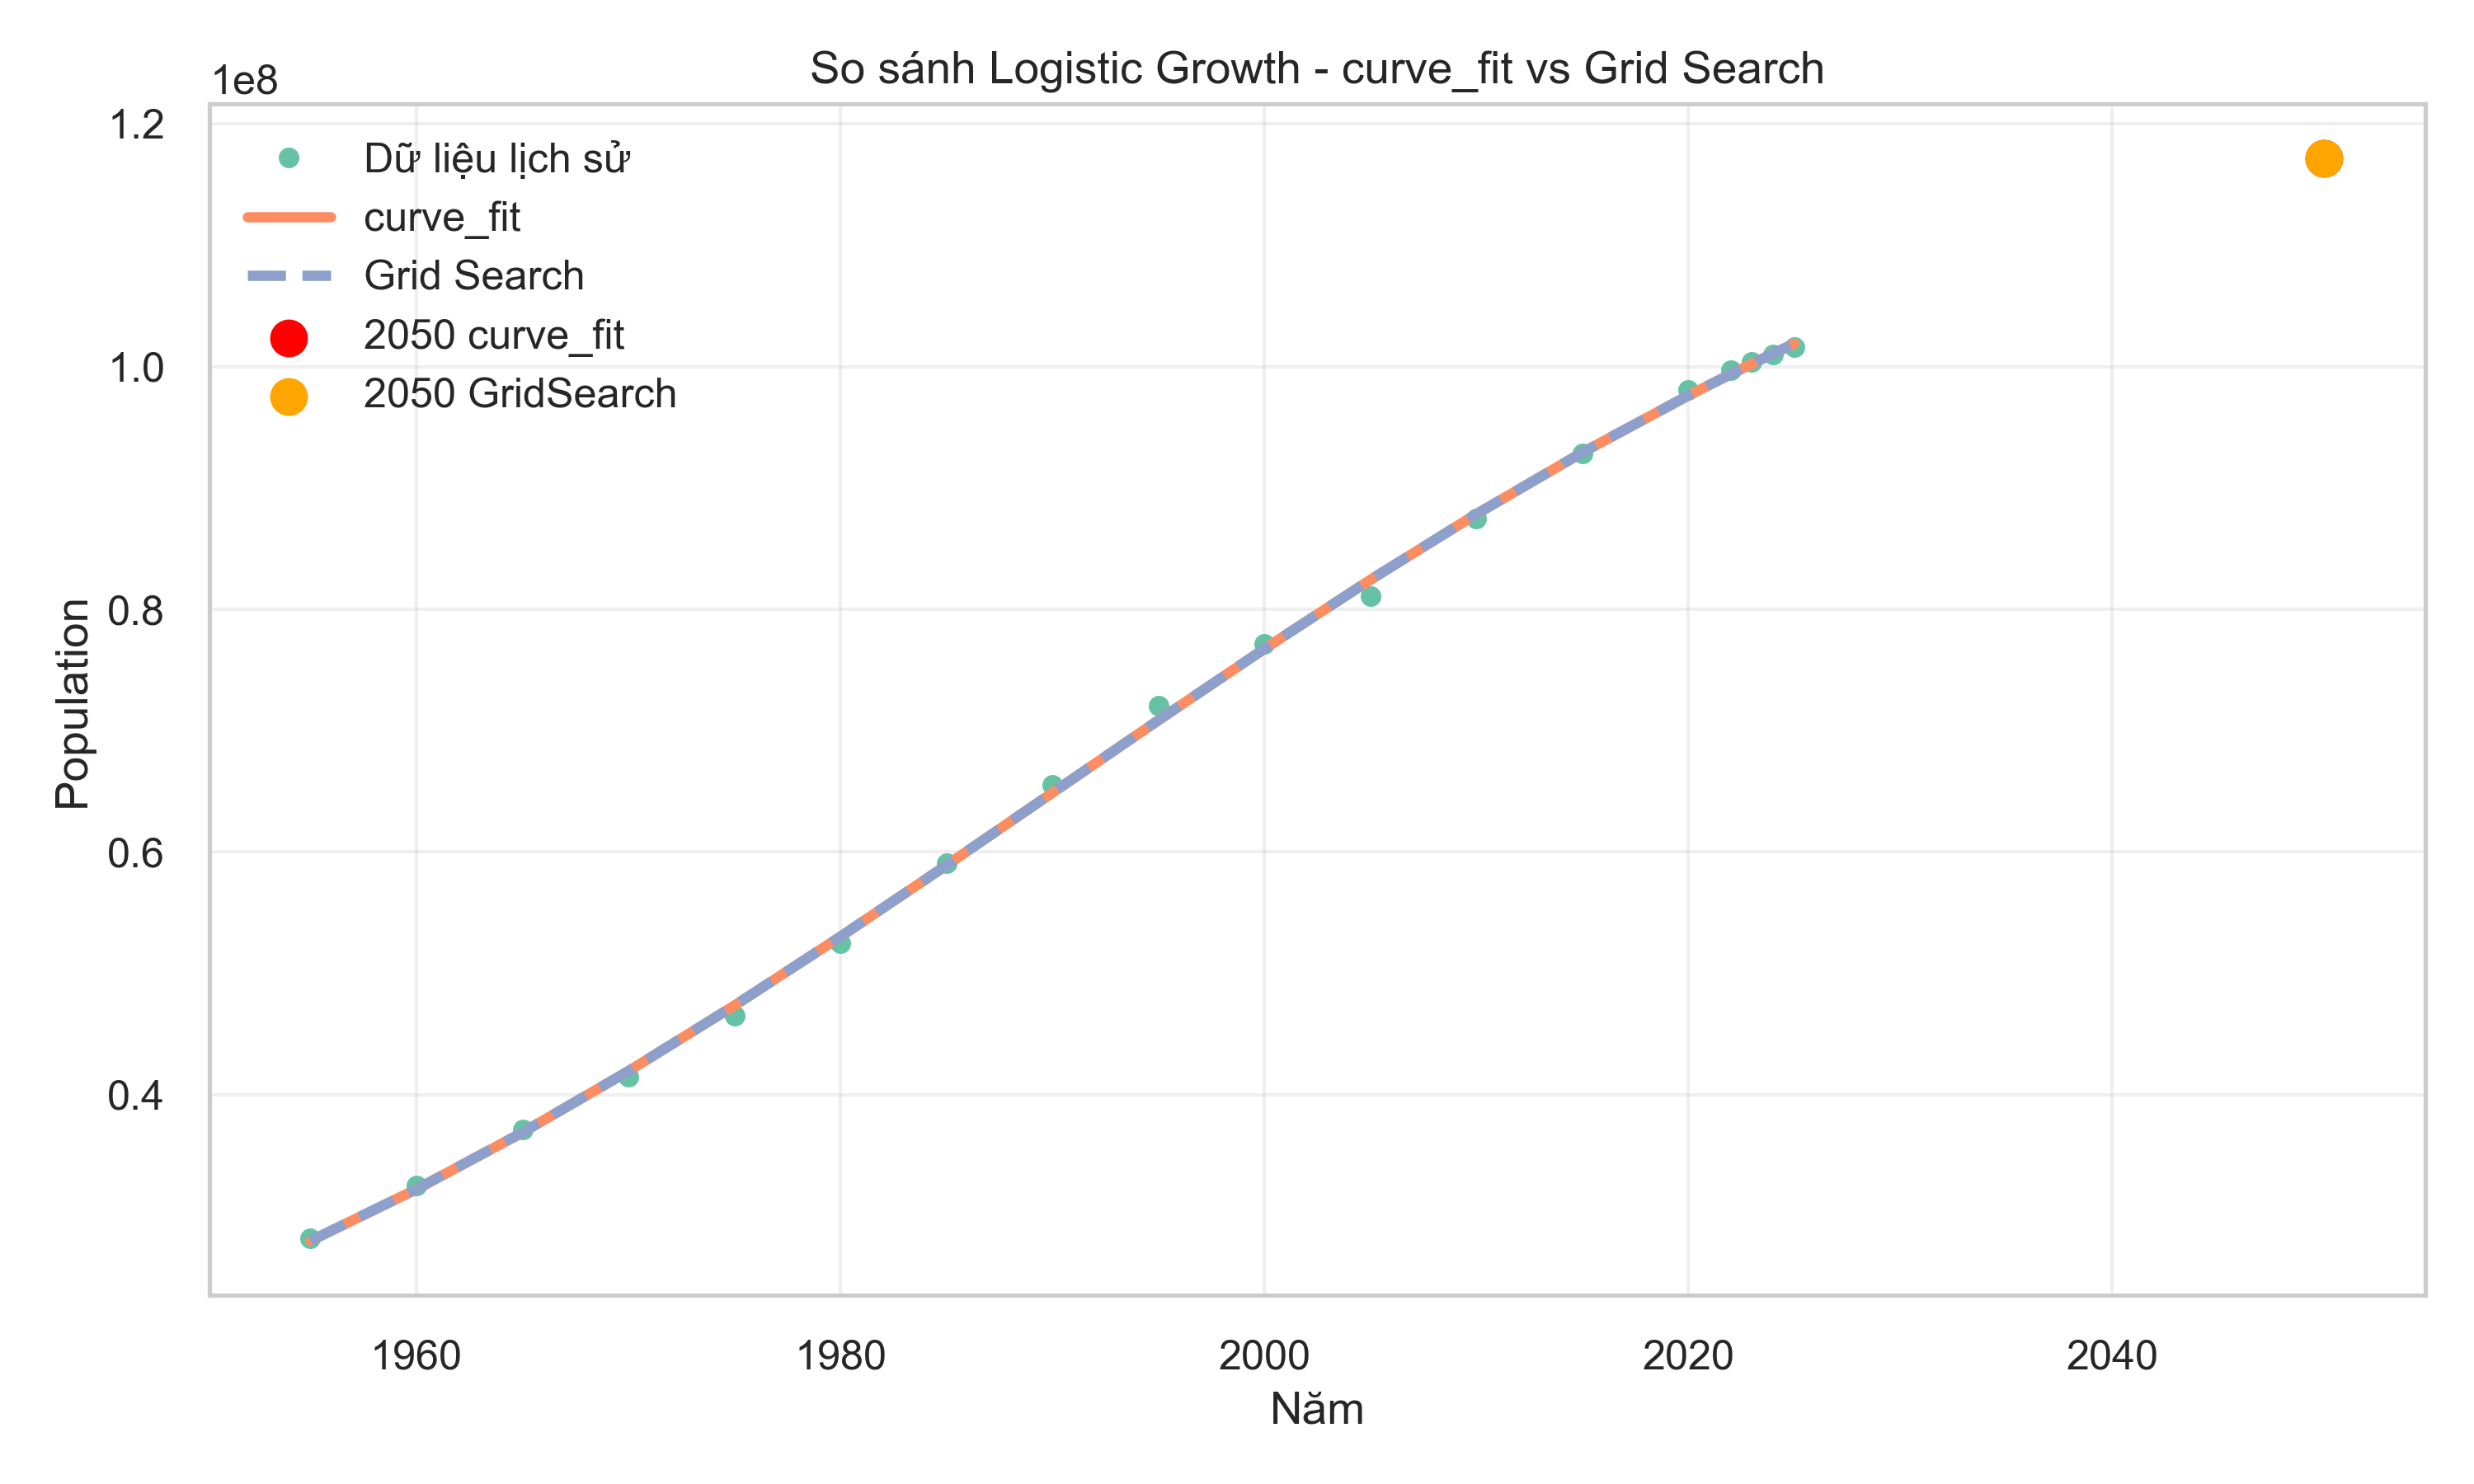 So sánh Logistic Growth - curve_fit vs Grid Search
1e8
1.2
1.0
0.8
0.6
0.4
Population
Dữ liệu lịch sử
curve_fit
Grid Search
2050 curve_fit
2050 GridSearch
1960 1980 2000 2020 2040
Năm